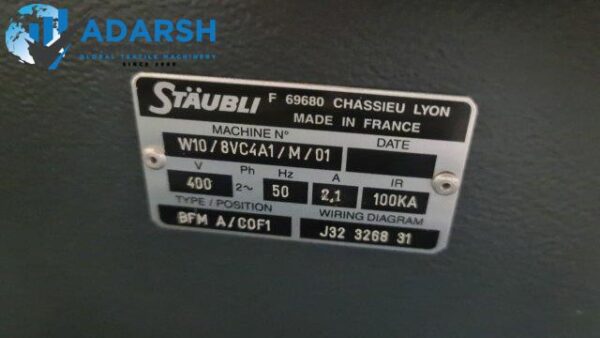 ADARSH
GLOBAL TEXTILE MACHINERY
STÄUBLI F 69680 CHASSIEU LYON
MADE IN FRANCE
MACHINE N° DATE
W10/8VC4A1/M/01
V Ph Hz A IR
400 2~ 50 2,1 100KA
TYPE / POSITION WIRING DIAGRAM
BFM A/COF1 J32 3268 31